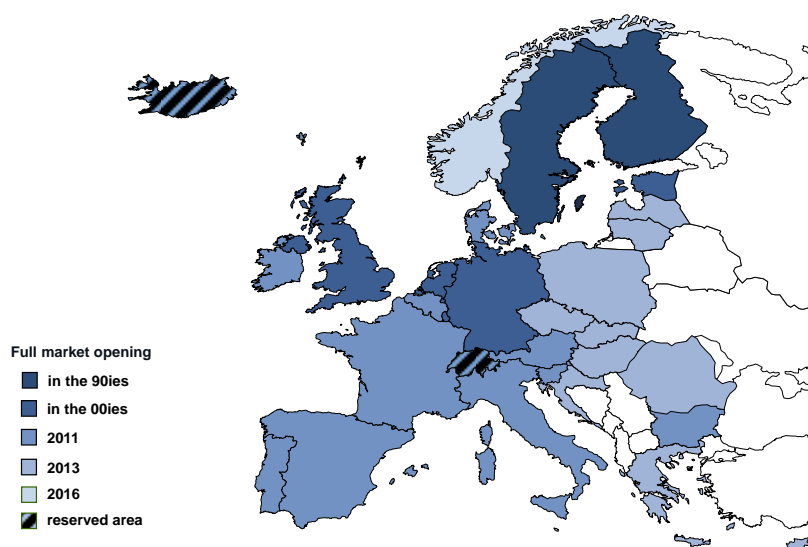 Full market opening
in the 90ies
in the 00ies
2011
2013
2016
reserved area